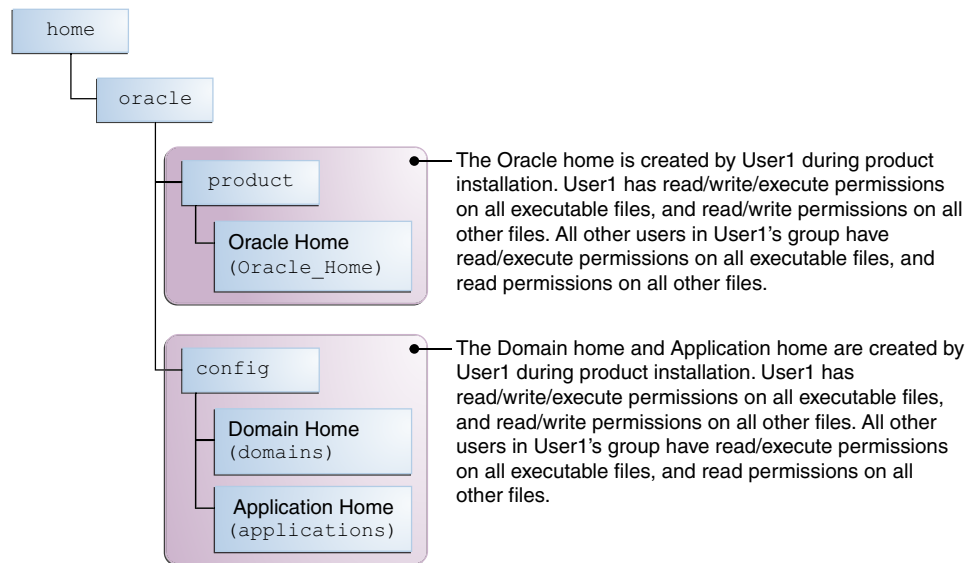 home
oracle
product
Oracle Home
(Oracle_Home)
The Oracle home is created by User1 during product
installation. User1 has read/write/execute permissions
on all executable files, and read/write permissions on all
other files. All other users in User1's group have
read/execute permissions on all executable files, and
read permissions on all other files.
config
Domain Home
(domains)
Application Home
(applications)
The Domain home and Application home are created by
User1 during product installation. User1 has
read/write/execute permissions on all executable files,
and read/write permissions on all other files. All other
users in User1's group have read/execute permissions
on all executable files, and read permissions on all
other files.